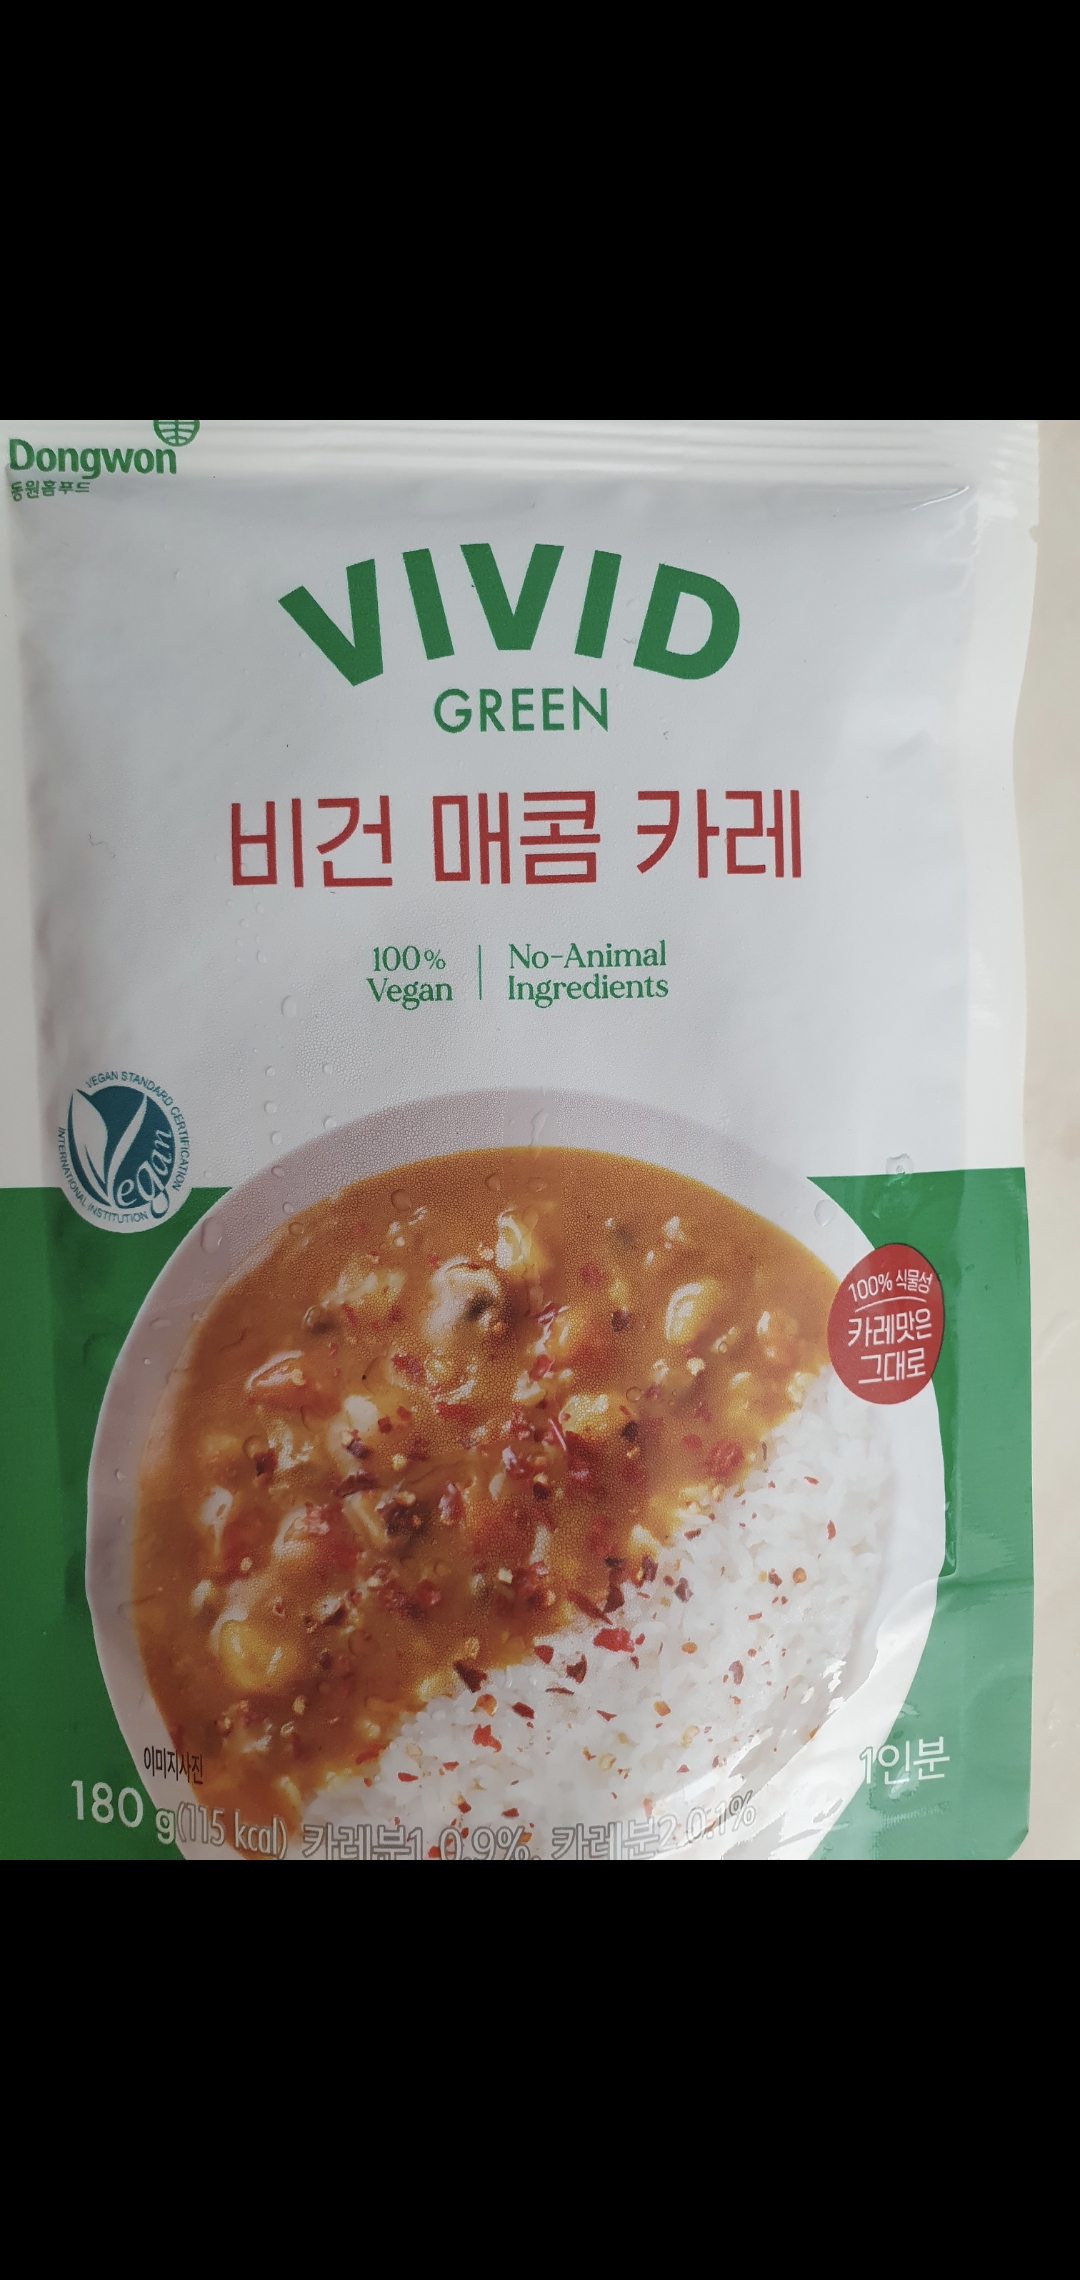 Dongwon
동원홈푸드
VIVID
GREEN
비건 매콤 카레
100%
Vegan
No-Animal
Ingredients
VEGAN STANDARD CERTIFICATION
INTERNATIONAL INSTITUTION
Vegan
100% 식물성
카레맛은
그대로
이미지사진
1인분
180 g(115 kcal) 카레분1 0.9%, 카레분2 0.1%